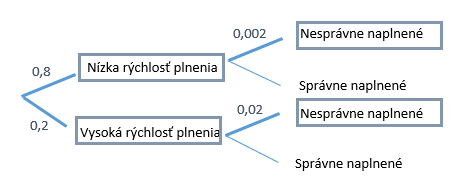 0,002
Nesprávne naplnené
0,8
Nízka rýchlosť plnenia
Správne naplnené
0,02
Nesprávne naplnené
0,2
Vysoká rýchlosť plnenia
Správne naplnené